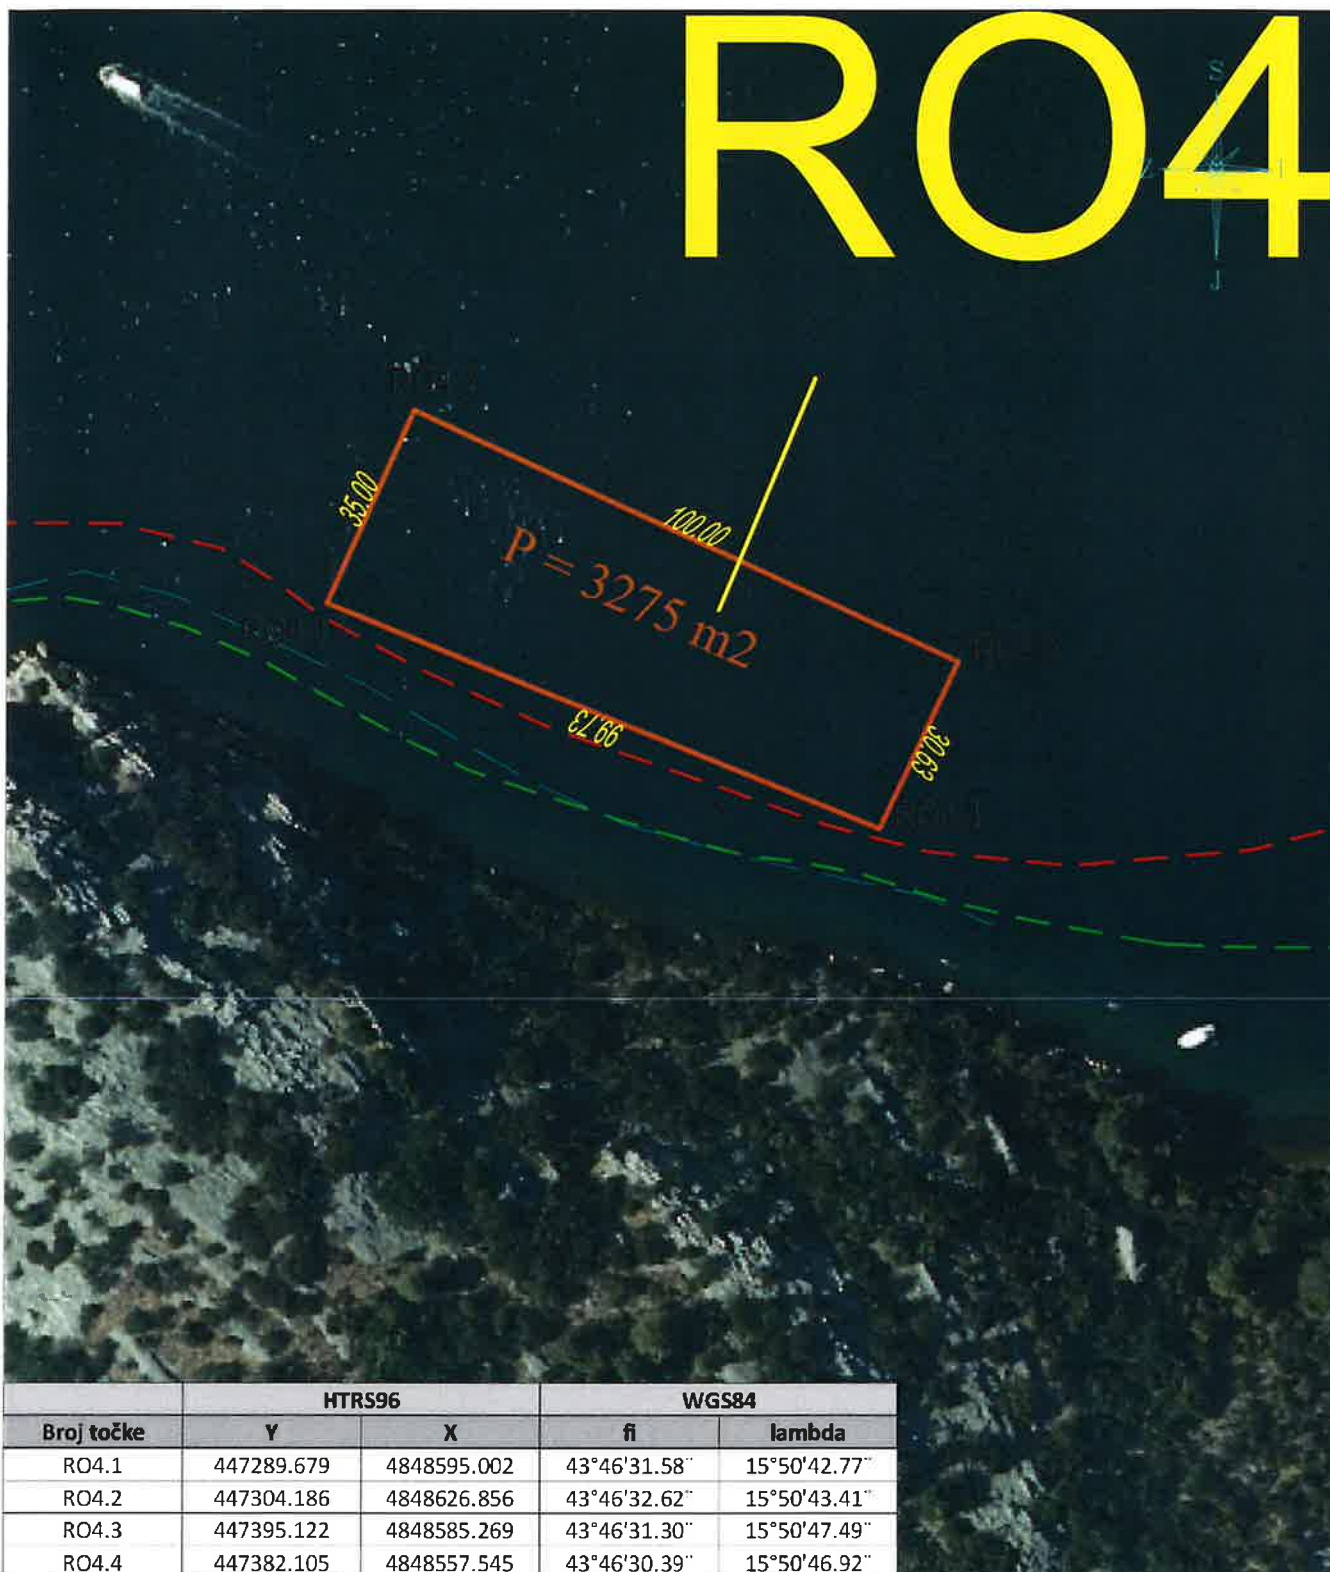 RO4
S
Z I
J
35.00
100.00
P = 3275 m2
99.73
30.63
HTRS96 WGS84
Broj točke Y X fi lambda
RO4.1 447289.679 4848595.002 43°46'31.58¨ 15°50'42.77¨
RO4.2 447304.186 4848626.856 43°46'32.62¨ 15°50'43.41¨
RO4.3 447395.122 4848585.269 43°46'31.30¨ 15°50'47.49¨
RO4.4 447382.105 4848557.545 43°46'30.39¨ 15°50'46.92¨